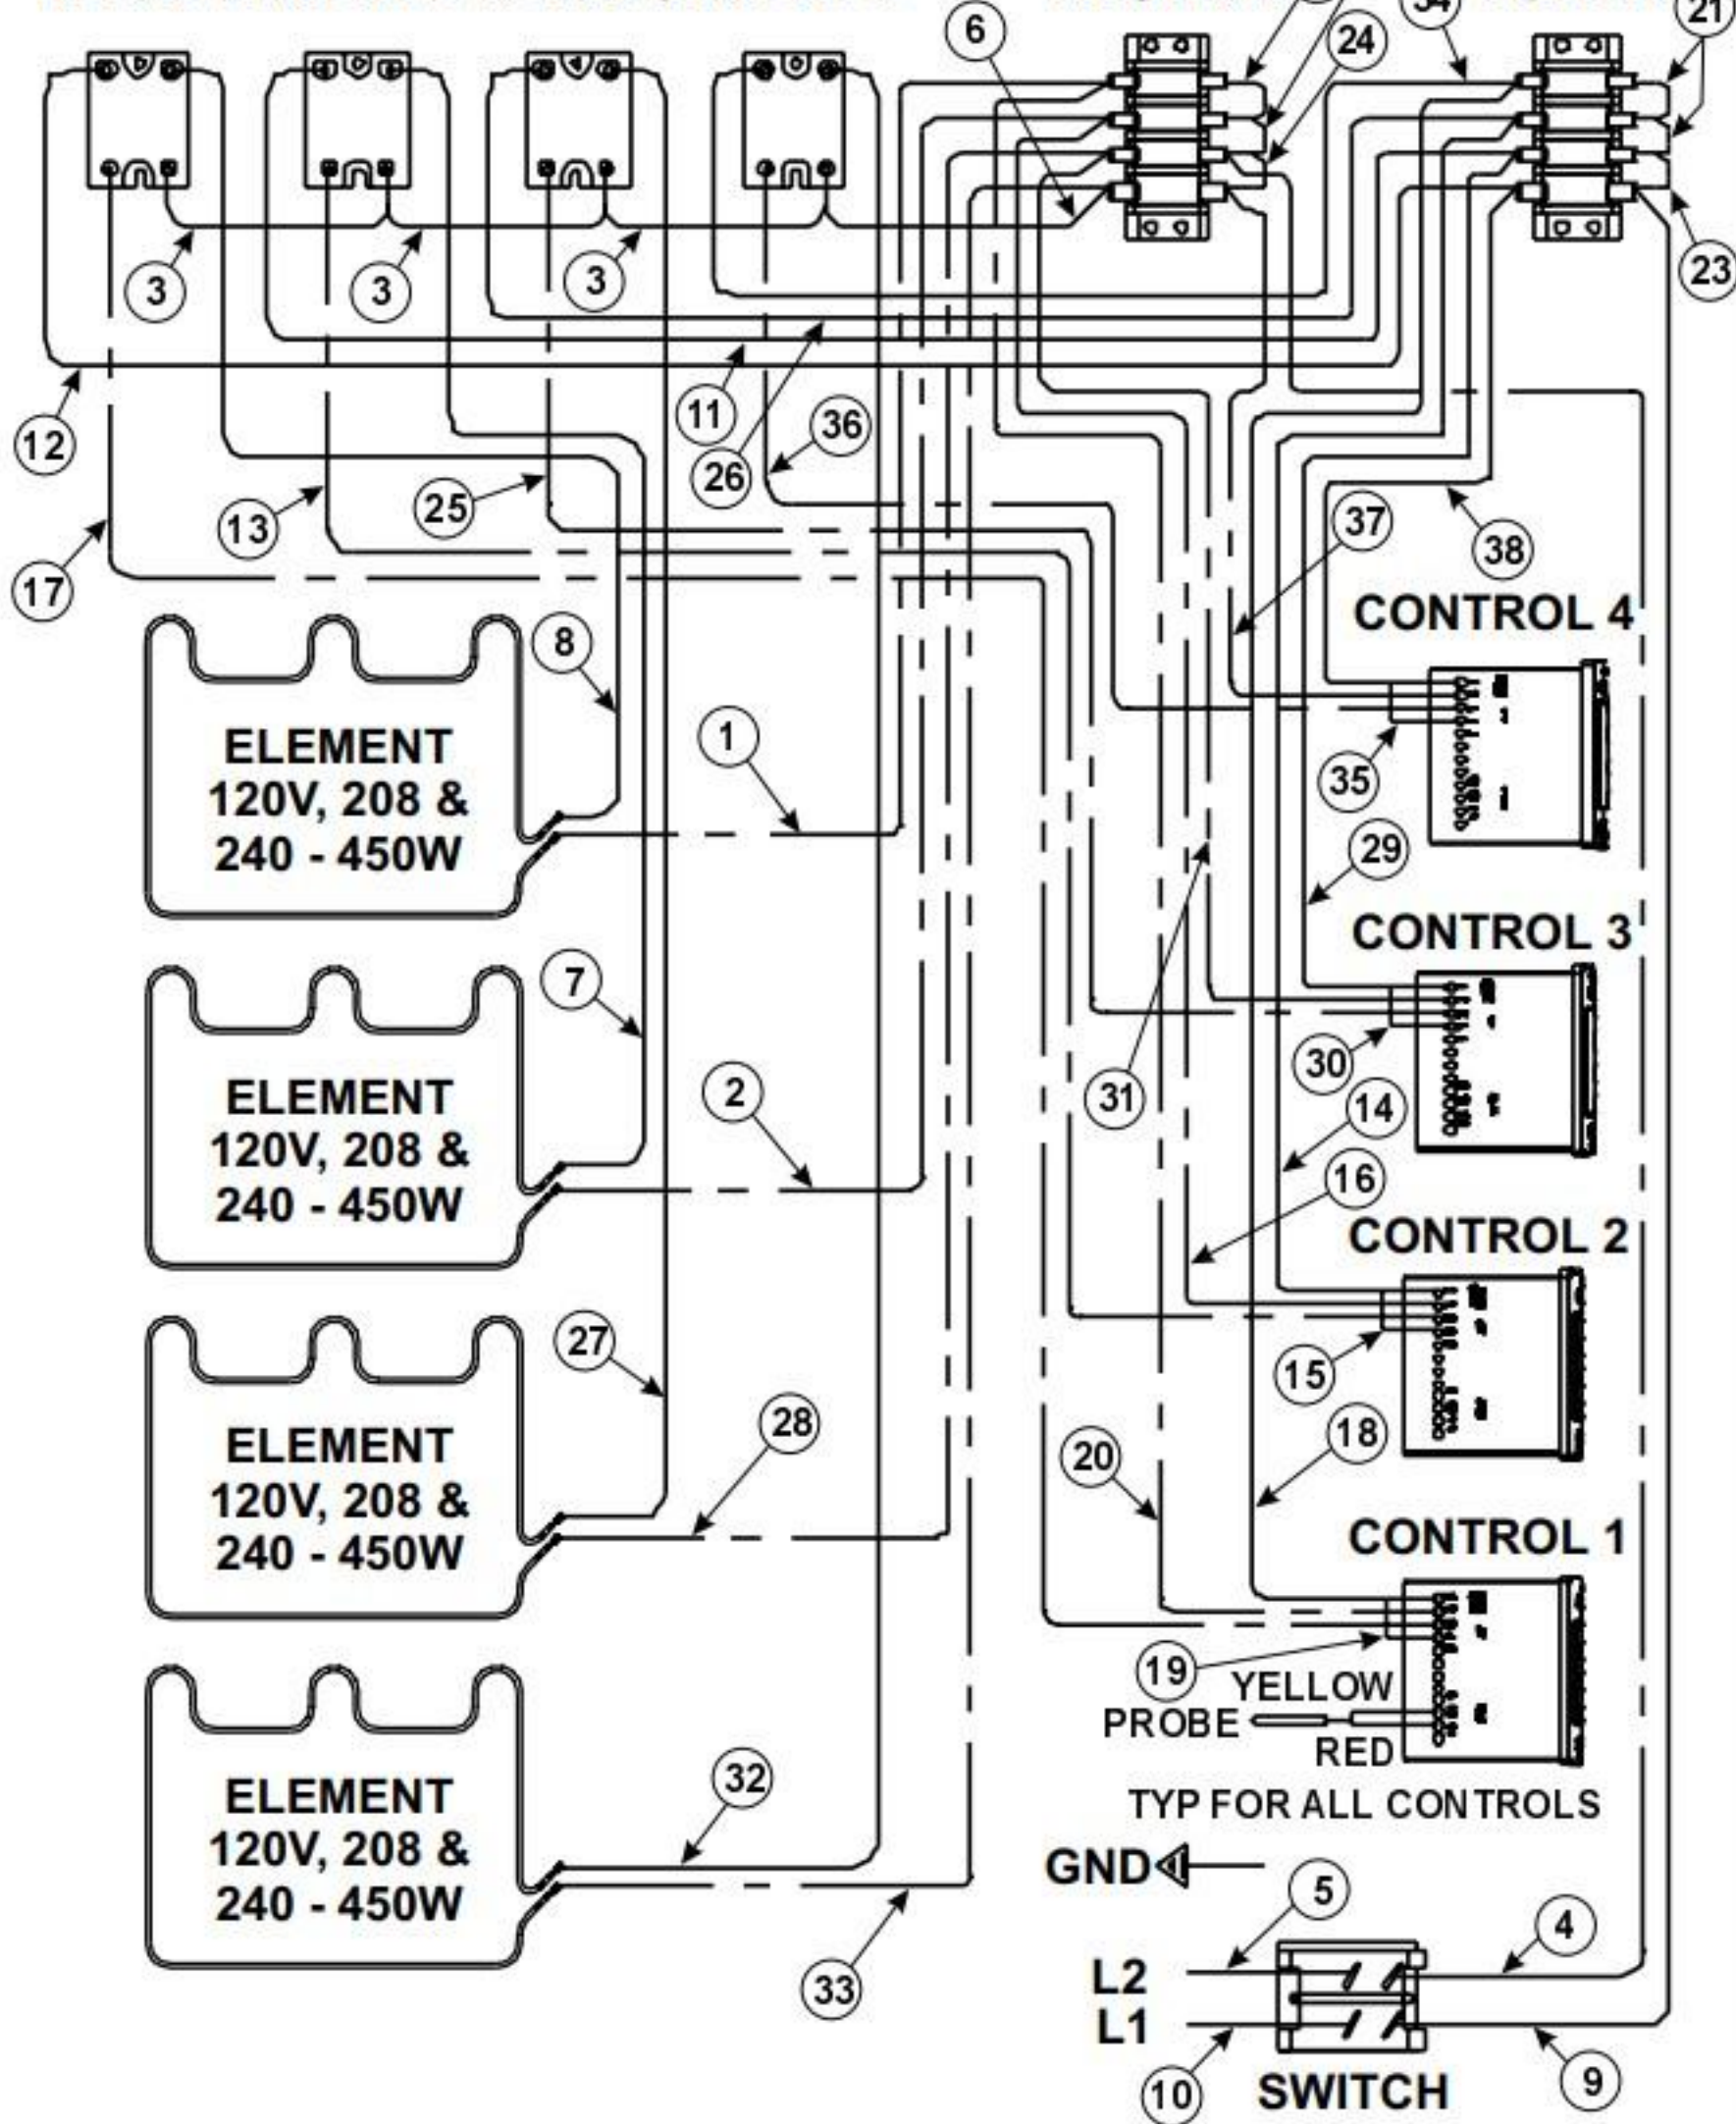 6
24
34
21
3
3
3
23
12
11
26
36
17
13
25
37
38
CONTROL 4
8
ELEMENT
120V, 208 &
240 - 450W
1
35
29
CONTROL 3
7
ELEMENT
120V, 208 &
240 - 450W
2
31
30
14
16
CONTROL 2
27
ELEMENT
120V, 208 &
240 - 450W
28
15
18
20
CONTROL 1
19
YELLOW
PROBE
RED
TYP FOR ALL CONTROLS
ELEMENT
120V, 208 &
240 - 450W
32
33
GND
5
4
L2
L1
10
SWITCH
9